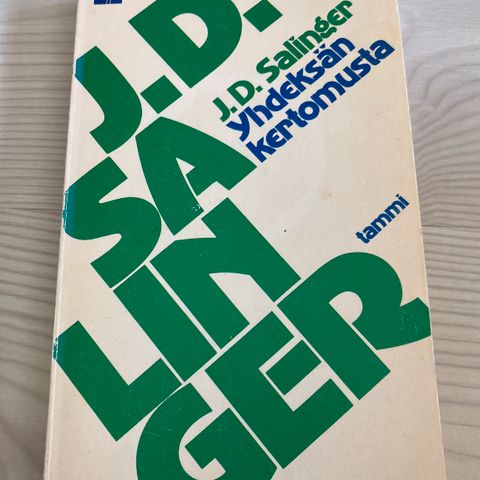 J.D.
SA
LIN
GER
J.D. Salinger
Yhdeksän
kertomusta
tammi